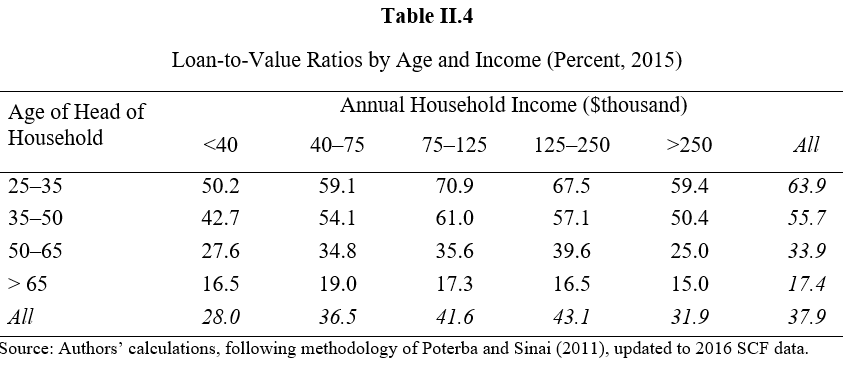 Table II.4
Loan-to-Value Ratios by Age and Income (Percent, 2015)
Age of Head of Household Annual Household Income ($thousand)
<40 40–75 75–125 125–250 >250 All
25–35 50.2 59.1 70.9 67.5 59.4 63.9
35–50 42.7 54.1 61.0 57.1 50.4 55.7
50–65 27.6 34.8 35.6 39.6 25.0 33.9
> 65 16.5 19.0 17.3 16.5 15.0 17.4
All 28.0 36.5 41.6 43.1 31.9 37.9
Source: Authors’ calculations, following methodology of Poterba and Sinai (2011), updated to 2016 SCF data.